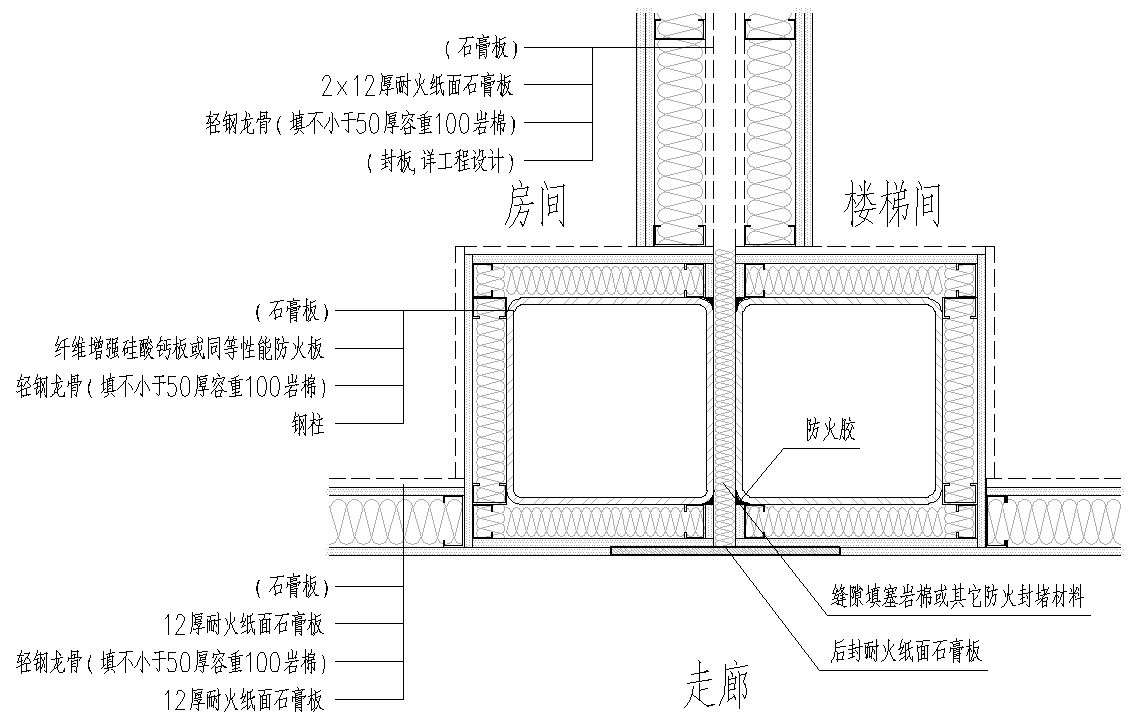 (石膏板)
2×12厚耐火纸面石膏板
轻钢龙骨(填不小于50厚容重100岩棉)
(封板,详工程设计)
房间
楼梯间
(石膏板)
纤维增强硅酸钙板或同等性能防火板
轻钢龙骨(填不小于50厚容重100岩棉)
钢柱
防火胶
(石膏板)
12厚耐火纸面石膏板
轻钢龙骨(填不小于50厚容重100岩棉)
12厚耐火纸面石膏板
缝隙填塞岩棉或其它防火封堵材料
后封耐火纸面石膏板
走廊